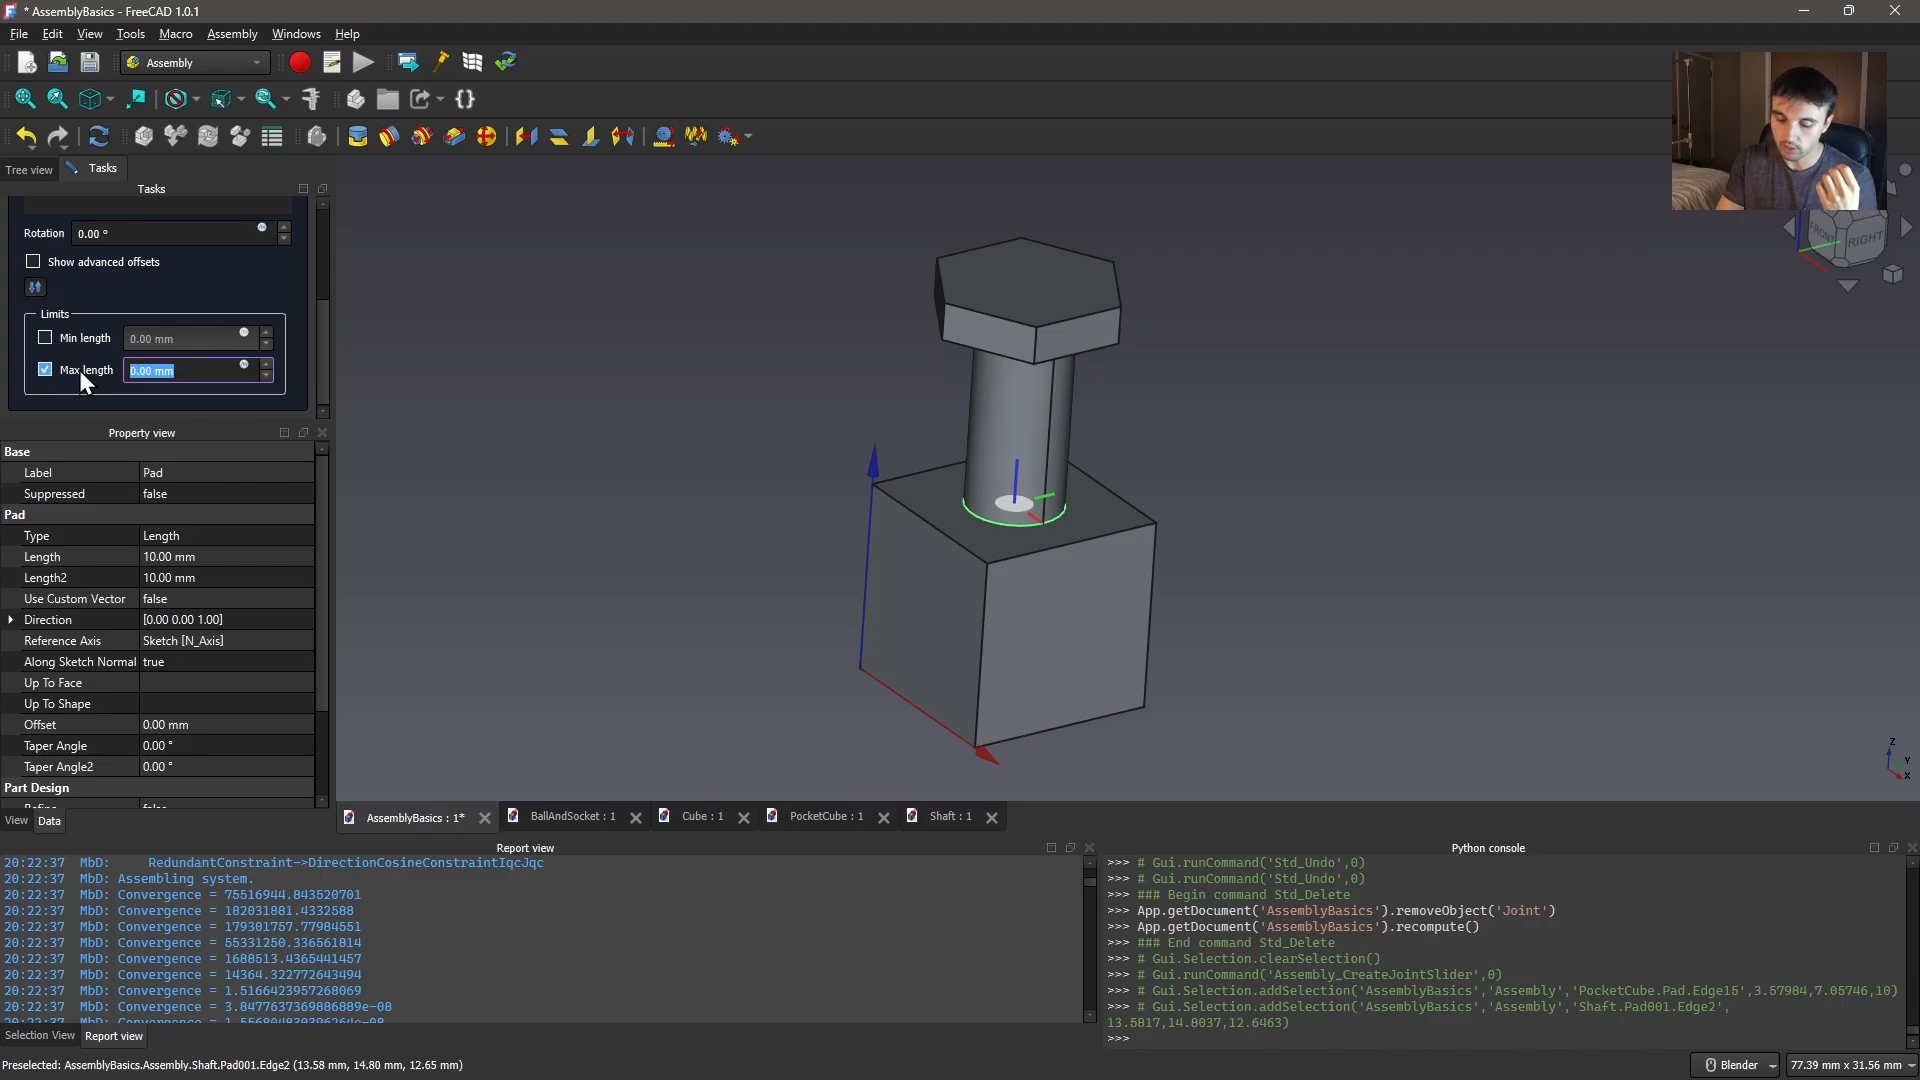 * AssemblyBasics - FreeCAD 1.0.1
File Edit View Tools Macro Assembly Windows Help
Assembly
Tree view Tasks
Tasks
Rotation 0.00 °
Show advanced offsets
Limits
Min length 0.00 mm
Max length 0.00 mm
FRONT RIGHT
Property view
Base
Label Pad
Suppressed false
Pad
Type Length
Length 10.00 mm
Length2 10.00 mm
Use Custom Vector false
Direction [0.00 0.00 1.00]
Reference Axis Sketch [N_Axis]
Along Sketch Normal true
Up To Face
Up To Shape
Offset 0.00 mm
Taper Angle 0.00 °
Taper Angle2 0.00 °
Part Design
Refine false
View Data
Z
Y
X
AssemblyBasics : 1* BallAndSocket : 1 Cube : 1 PocketCube : 1 Shaft : 1
Report view
20:22:37 MbD: RedundantConstraint->DirectionCosineConstraintIqcJqc
20:22:37 MbD: Assembling system.
20:22:37 MbD: Convergence = 75516944.843520701
20:22:37 MbD: Convergence = 182031881.4332588
20:22:37 MbD: Convergence = 179301757.77984551
20:22:37 MbD: Convergence = 55331250.336561814
20:22:37 MbD: Convergence = 1688513.4365441457
20:22:37 MbD: Convergence = 14364.322772643494
20:22:37 MbD: Convergence = 1.5166423957268069
20:22:37 MbD: Convergence = 3.8477637369886889e-08
20:22:37 MbD: Convergence =
Selection View Report view
Python console
>>> # Gui.runCommand('Std_Undo',0)
>>> # Gui.runCommand('Std_Undo',0)
>>> ### Begin command Std_Delete
>>> App.getDocument('AssemblyBasics').removeObject('Joint')
>>> App.getDocument('AssemblyBasics').recompute()
>>> ### End command Std_Delete
>>> # Gui.Selection.clearSelection()
>>> # Gui.runCommand('Assembly_CreateJointSlider',0)
>>> # Gui.Selection.addSelection('AssemblyBasics','Assembly','PocketCube.Pad.Edge15',3.57984,7.05746,10)
>>> # Gui.Selection.addSelection('AssemblyBasics','Assembly','Shaft.Pad001.Edge2',
13.5817,14.8037,12.6463)
>>>
Preselected: AssemblyBasics.Assembly.Shaft.Pad001.Edge2 (13.58 mm, 14.80 mm, 12.65 mm)
Blender 77.39 mm x 31.56 mm